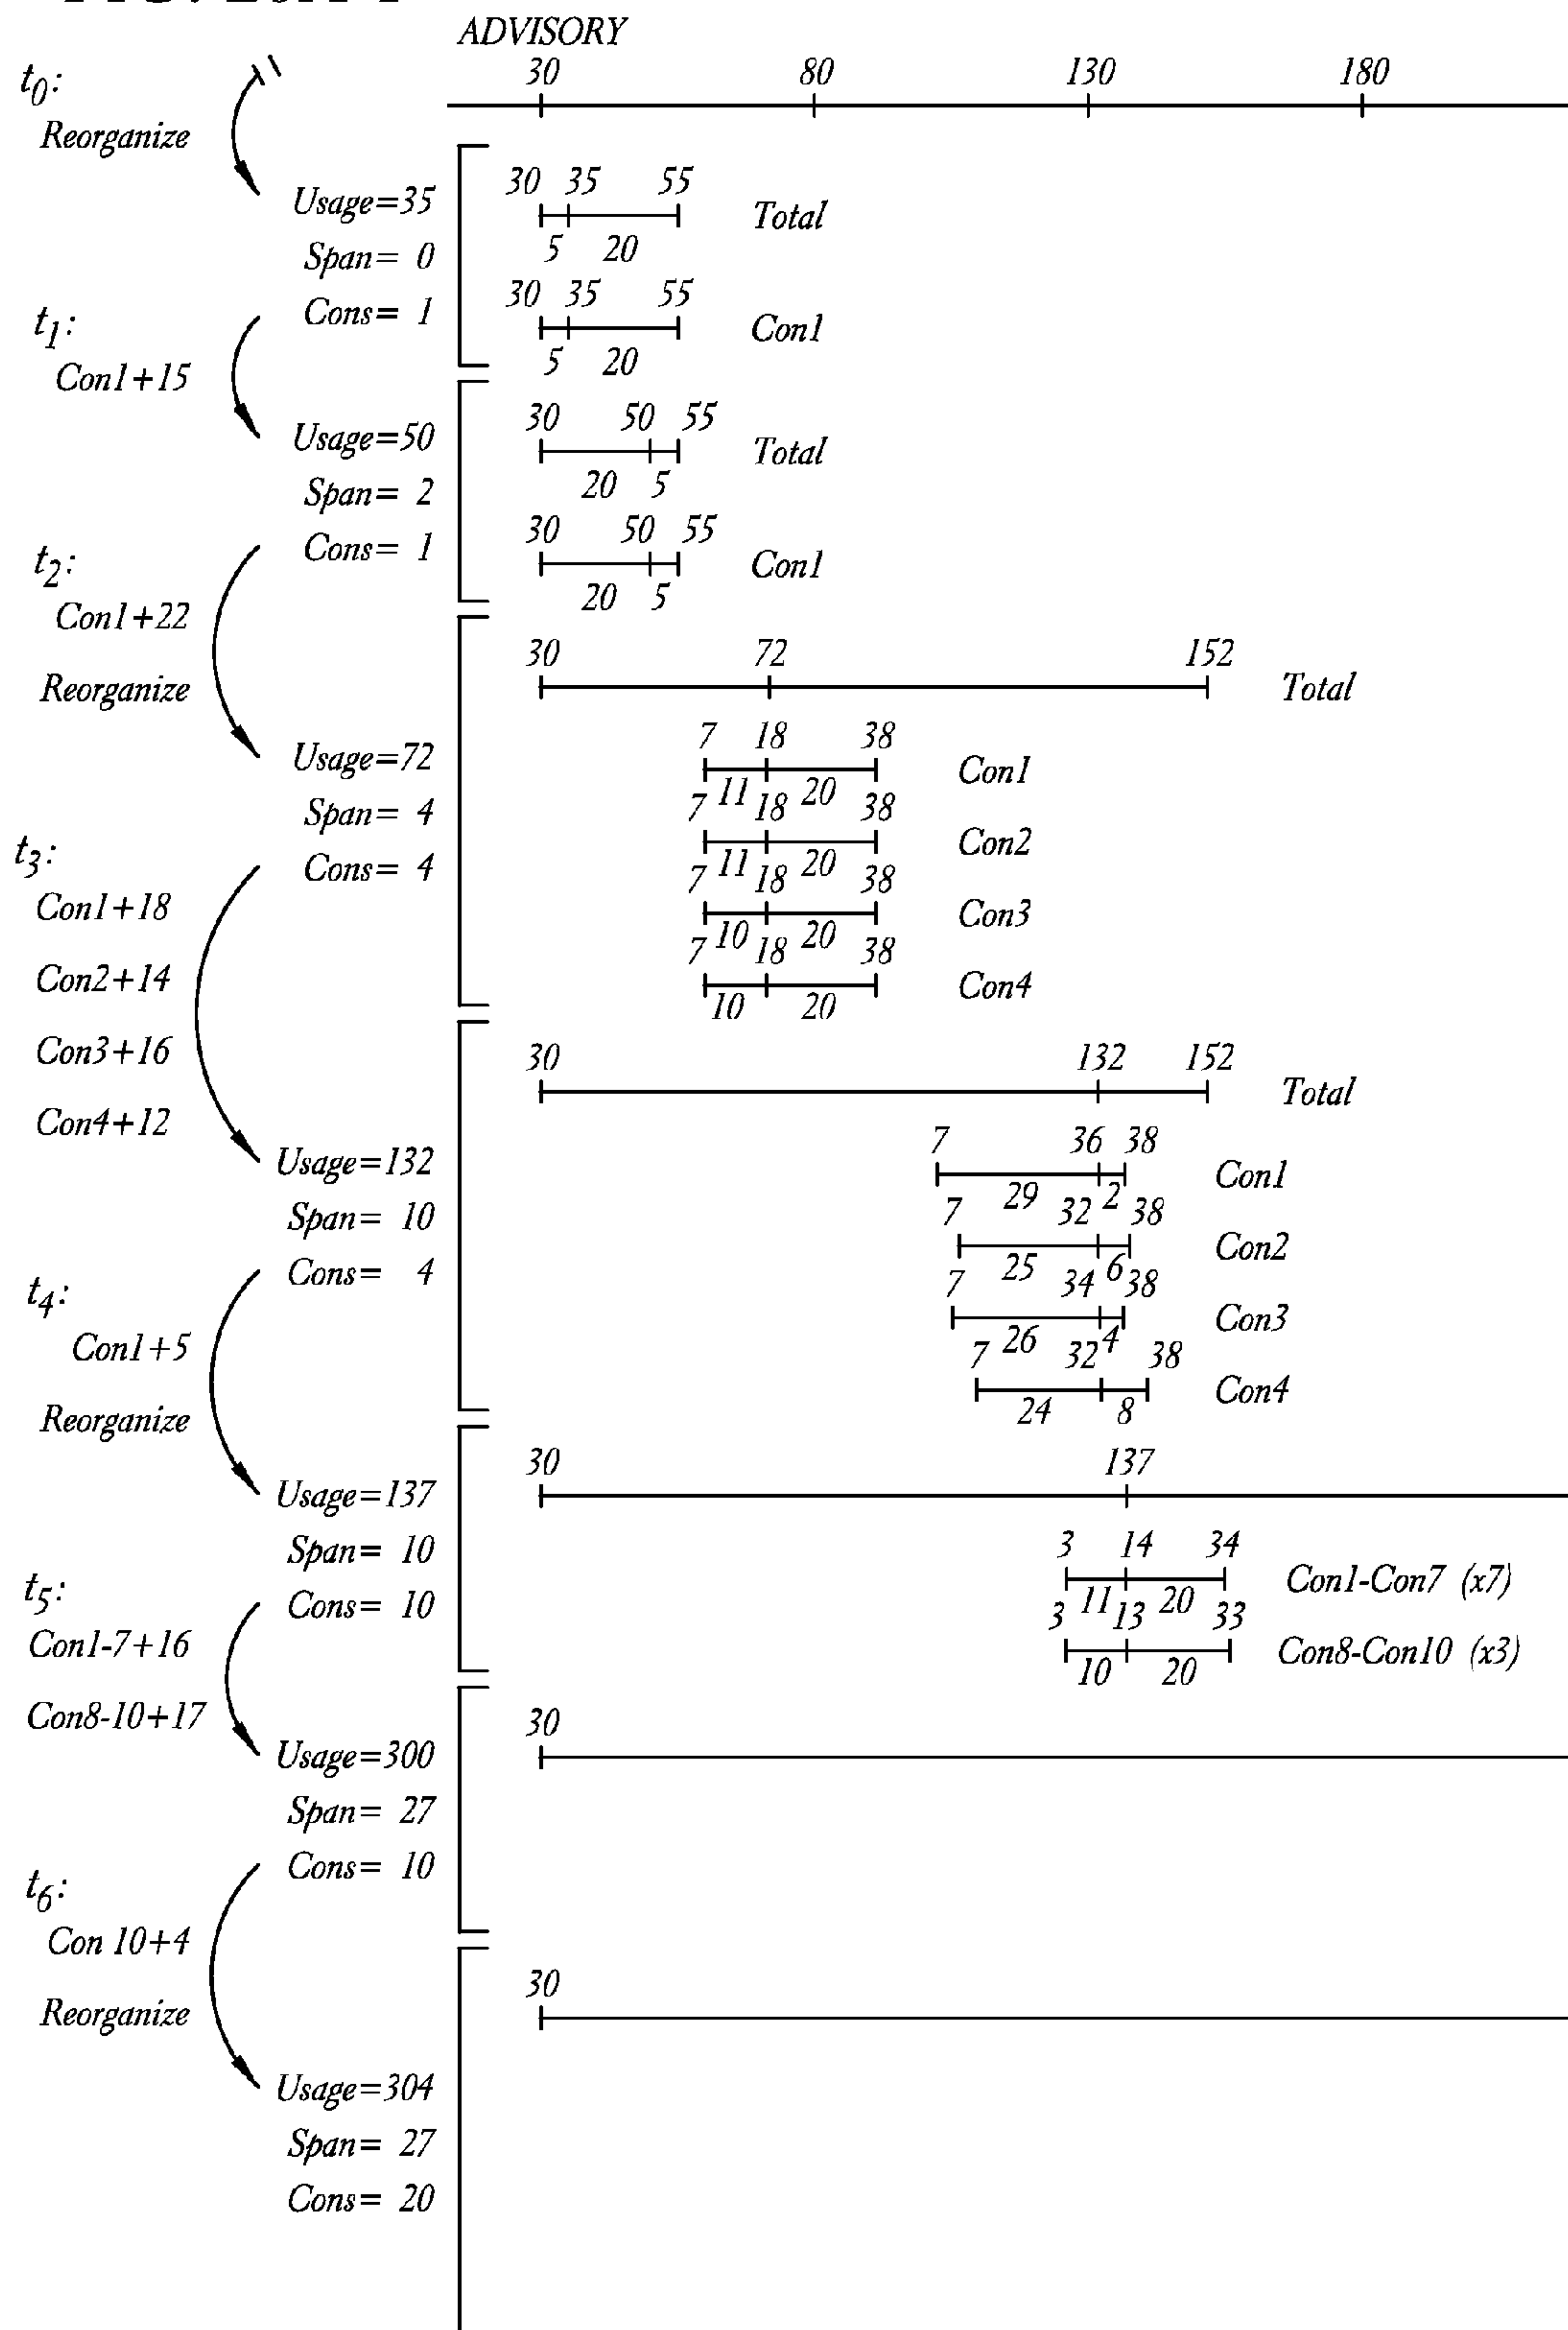 ADVISORY
30 80 130 180
t0:
Reorganize
Usage=35
Span= 0
Cons= 1
30 35 55
Total
5 20
30 35 55
Con1
5 20
t1:
Con1+15
Usage=50
Span= 2
Cons= 1
30 50 55
Total
20 5
30 50 55
Con1
20 5
t2:
Con1+22
Reorganize
Usage=72
Span= 4
Cons= 4
30 72 152
Total
7 18 38
Con1
11 20
7 18 38
Con2
11 20
7 18 38
Con3
10 20
7 18 38
Con4
10 20
t3:
Con1+18
Con2+14
Con3+16
Con4+12
Usage=132
Span= 10
Cons= 4
30 132 152
Total
7 36 38
Con1
29 2
7 32 38
Con2
25 6
7 34 38
Con3
26 4
7 32 38
Con4
24 8
t4:
Con1+5
Reorganize
Usage=137
Span= 10
Cons= 10
30 137
3 14 34
Con1-Con7 (x7)
11 20
3 13 33
Con8-Con10 (x3)
10 20
t5:
Con1-7+16
Con8-10+17
Usage=300
Span= 27
Cons= 10
30
t6:
Con 10+4
Reorganize
Usage=304
Span= 27
Cons= 20
30